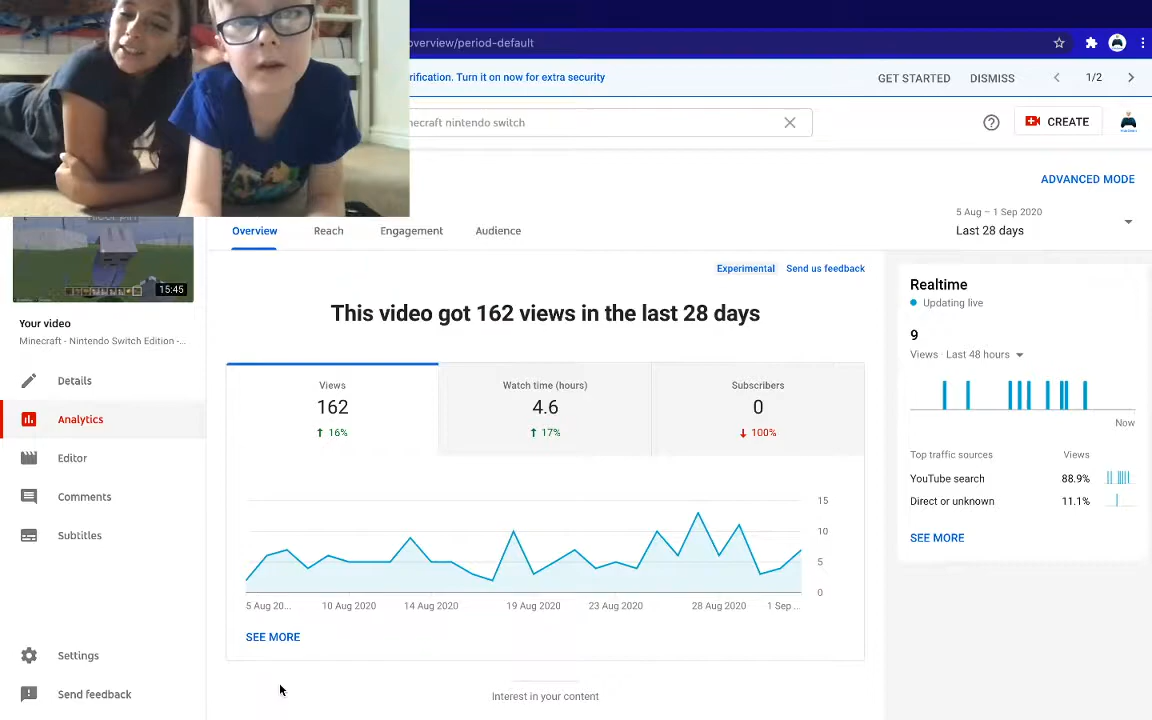 overview/period-default
rification. Turn it on now for extra security
GET STARTED
DISMISS
1/2
necraft nintendo switch
CREATE
ADVANCED MODE
5 Aug – 1 Sep 2020
Last 28 days
Overview
Reach
Engagement
Audience
15:45
Your video
Minecraft - Nintendo Switch Edition -...
Details
Analytics
Editor
Comments
Subtitles
Settings
Send feedback
Experimental
Send us feedback
This video got 162 views in the last 28 days
Views
162
16%
Watch time (hours)
4.6
17%
Subscribers
0
100%
15
10
5
0
5 Aug 20...
10 Aug 2020
14 Aug 2020
19 Aug 2020
23 Aug 2020
28 Aug 2020
1 Sep ...
SEE MORE
Interest in your content
Realtime
Updating live
9
Views · Last 48 hours
Now
Top traffic sources
Views
YouTube search
88.9%
Direct or unknown
11.1%
SEE MORE